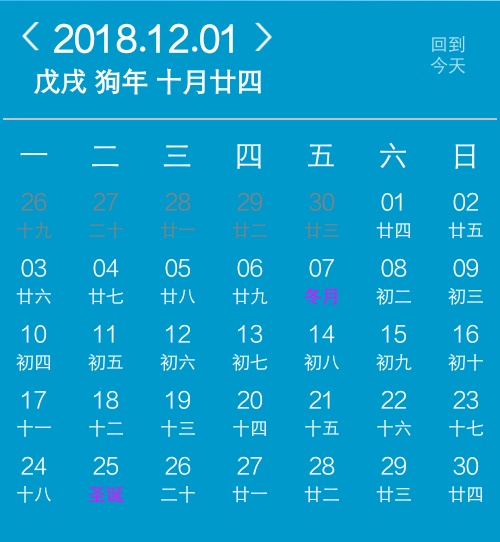 2018.12.01
回到
今天
戊戌 狗年 十月廿四
一 二 三 四 五 六 日
26 27 28 29 30 01 02
十九 二十 廿一 廿二 廿三 廿四 廿五
03 04 05 06 07 08 09
廿六 廿七 廿八 廿九 冬月 初二 初三
10 11 12 13 14 15 16
初四 初五 初六 初七 初八 初九 初十
17 18 19 20 21 22 23
十一 十二 十三 十四 十五 十六 十七
24 25 26 27 28 29 30
十八 圣诞 二十 廿一 廿二 廿三 廿四